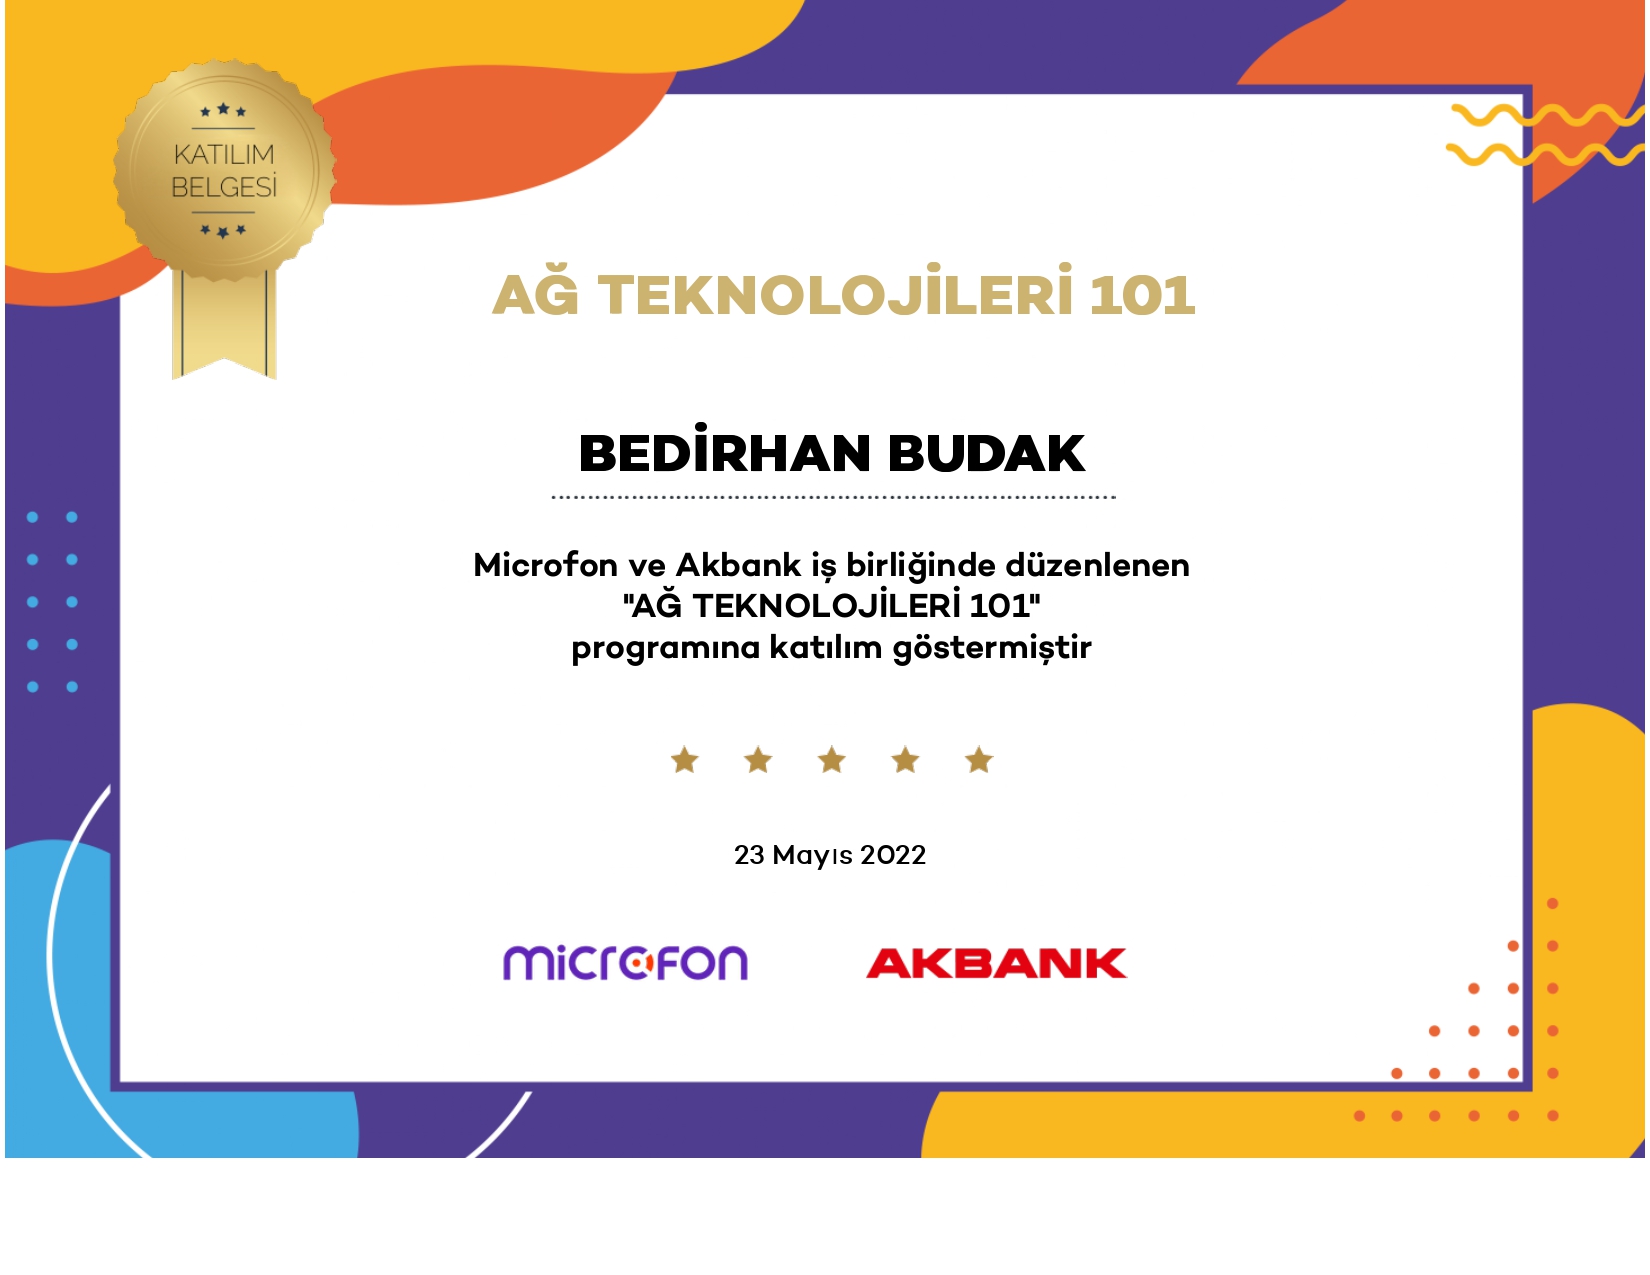 KATILIM
BELGESİ
AĞ TEKNOLOJİLERİ 101
BEDİRHAN BUDAK
Microfon ve Akbank iş birliğinde düzenlenen
"AĞ TEKNOLOJİLERİ 101"
programına katılım göstermiştir
23 Mayıs 2022
microfon
AKBANK